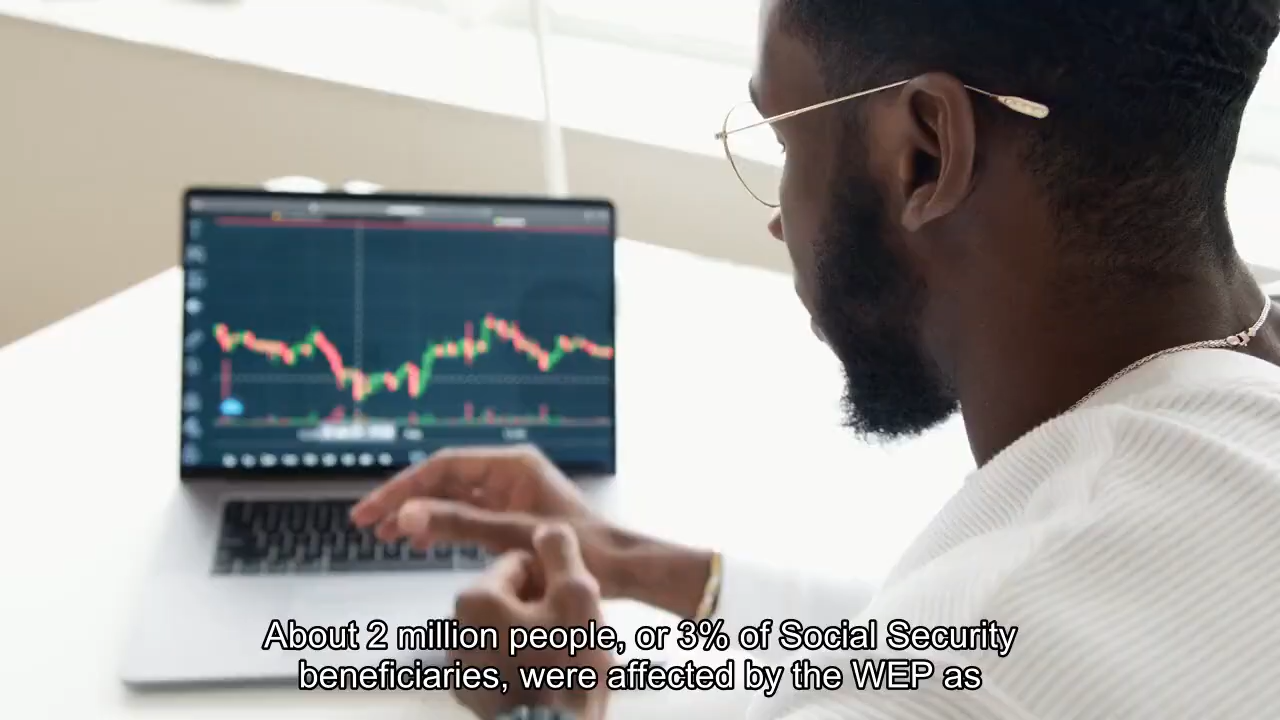 About 2 million people, or 3% of Social Security
beneficiaries, were affected by the WEP as